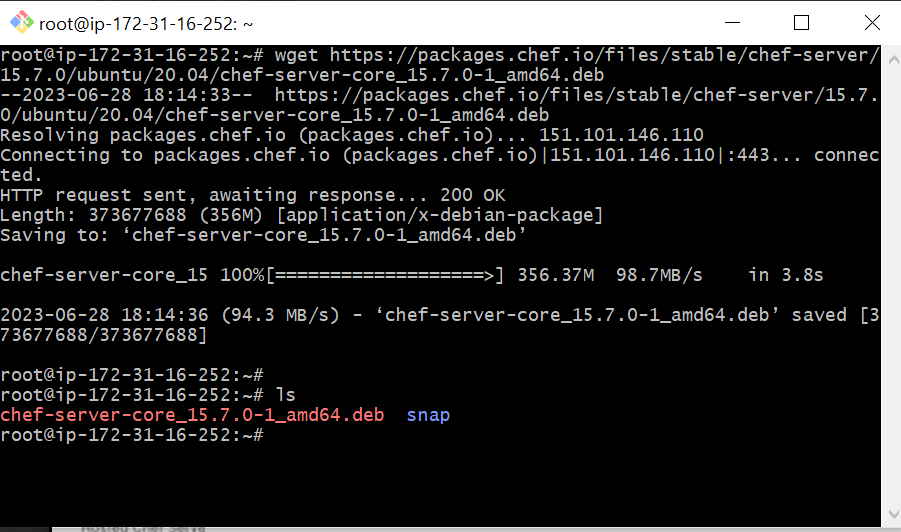 root@ip-172-31-16-252: ~
root@ip-172-31-16-252:~# wget https://packages.chef.io/files/stable/chef-server/
15.7.0/ubuntu/20.04/chef-server-core_15.7.0-1_amd64.deb
--2023-06-28 18:14:33--  https://packages.chef.io/files/stable/chef-server/15.7.
0/ubuntu/20.04/chef-server-core_15.7.0-1_amd64.deb
Resolving packages.chef.io (packages.chef.io)... 151.101.146.110
Connecting to packages.chef.io (packages.chef.io)|151.101.146.110|:443... connec
ted.
HTTP request sent, awaiting response... 200 OK
Length: 373677688 (356M) [application/x-debian-package]
Saving to: ‘chef-server-core_15.7.0-1_amd64.deb’
chef-server-core_15 100%[===================>] 356.37M  98.7MB/s    in 3.8s
2023-06-28 18:14:36 (94.3 MB/s) - ‘chef-server-core_15.7.0-1_amd64.deb’ saved [3
73677688/373677688]
root@ip-172-31-16-252:~#
root@ip-172-31-16-252:~# ls
chef-server-core_15.7.0-1_amd64.deb  snap
root@ip-172-31-16-252:~#